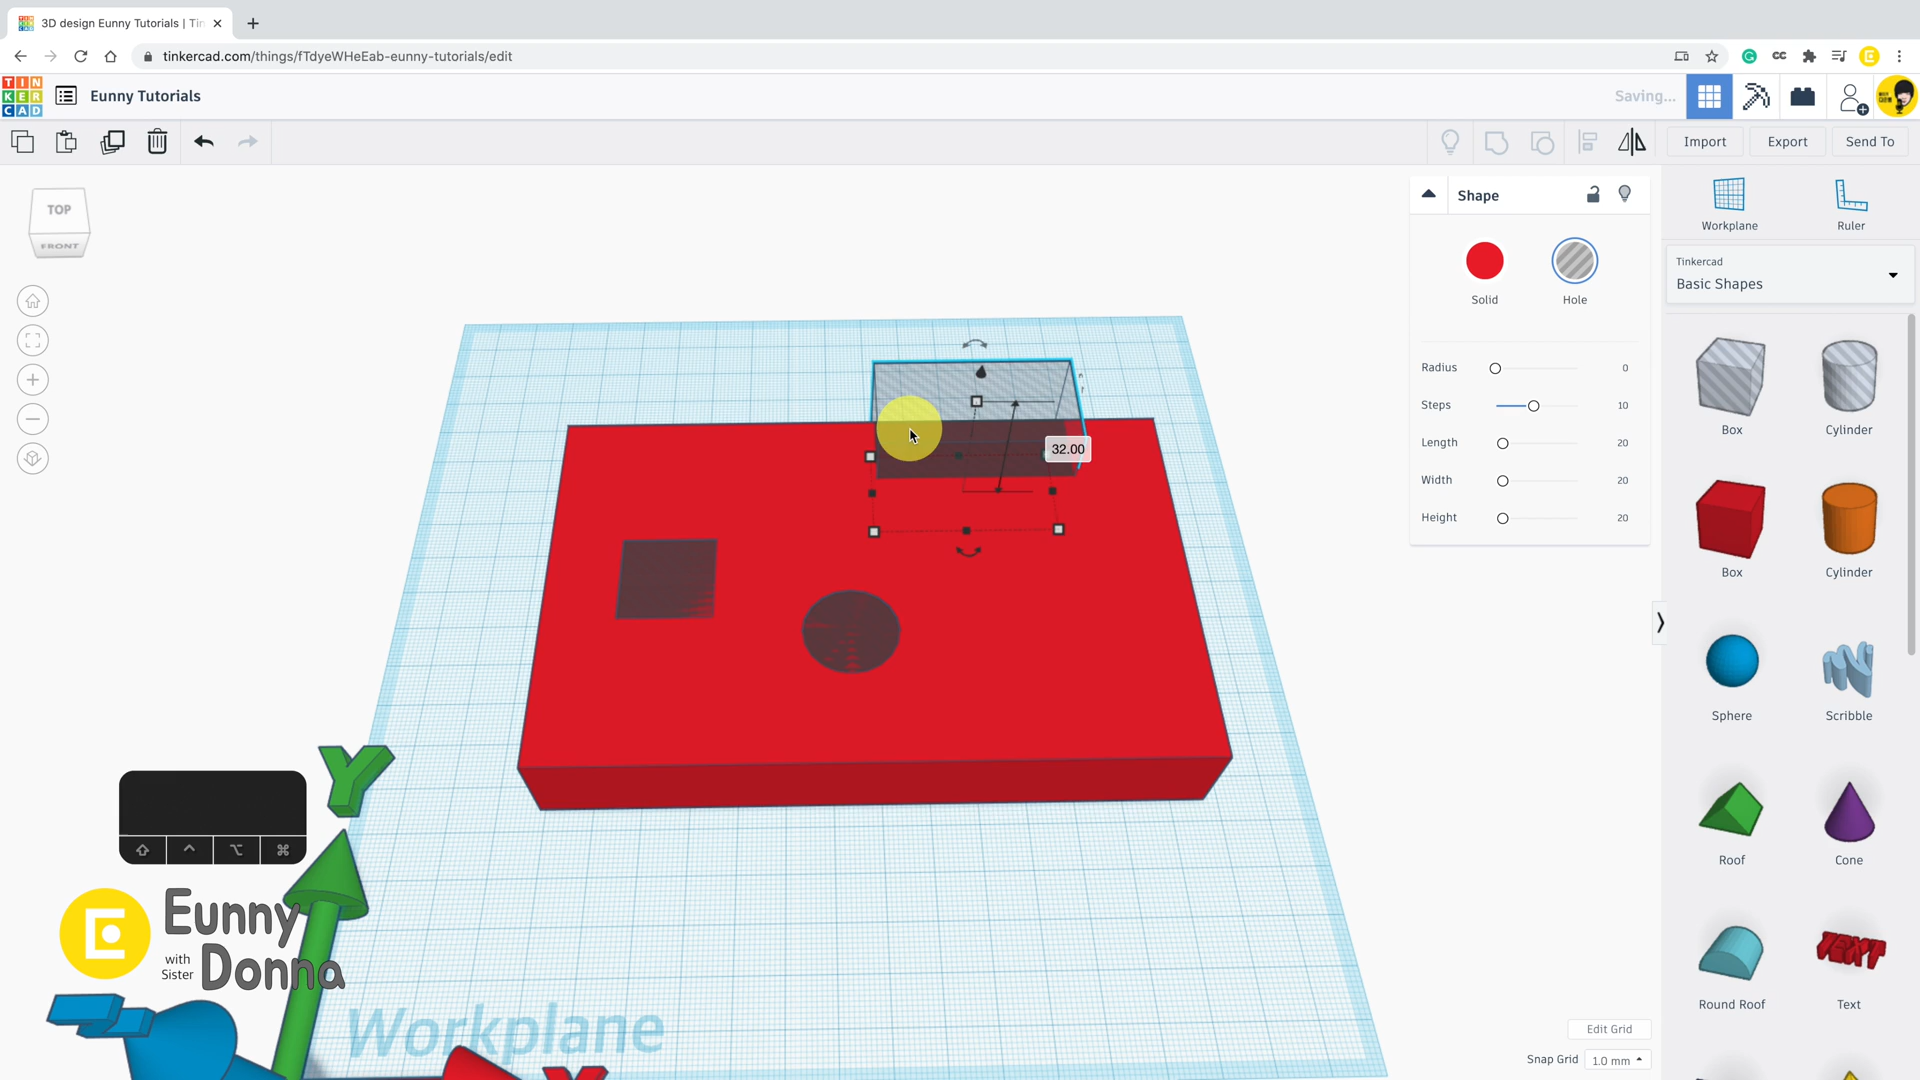 3D design Eunny Tutorials | Tin
tinkercad.com/things/fTdyeWHeEab-eunny-tutorials/edit
TIN
KER
CAD
Eunny Tutorials
Saving...
Import
Export
Send To
TOP
FRONT
Shape
Solid
Hole
Radius
0
Steps
10
Length
20
Width
20
Height
20
Workplane
Ruler
Tinkercad
Basic Shapes
Box
Cylinder
Box
Cylinder
Sphere
Scribble
Roof
Cone
Round Roof
TEXT
Text
32.00
Y
Eunny
with
Sister
Donna
Workplane
X
Edit Grid
Snap Grid
1.0 mm